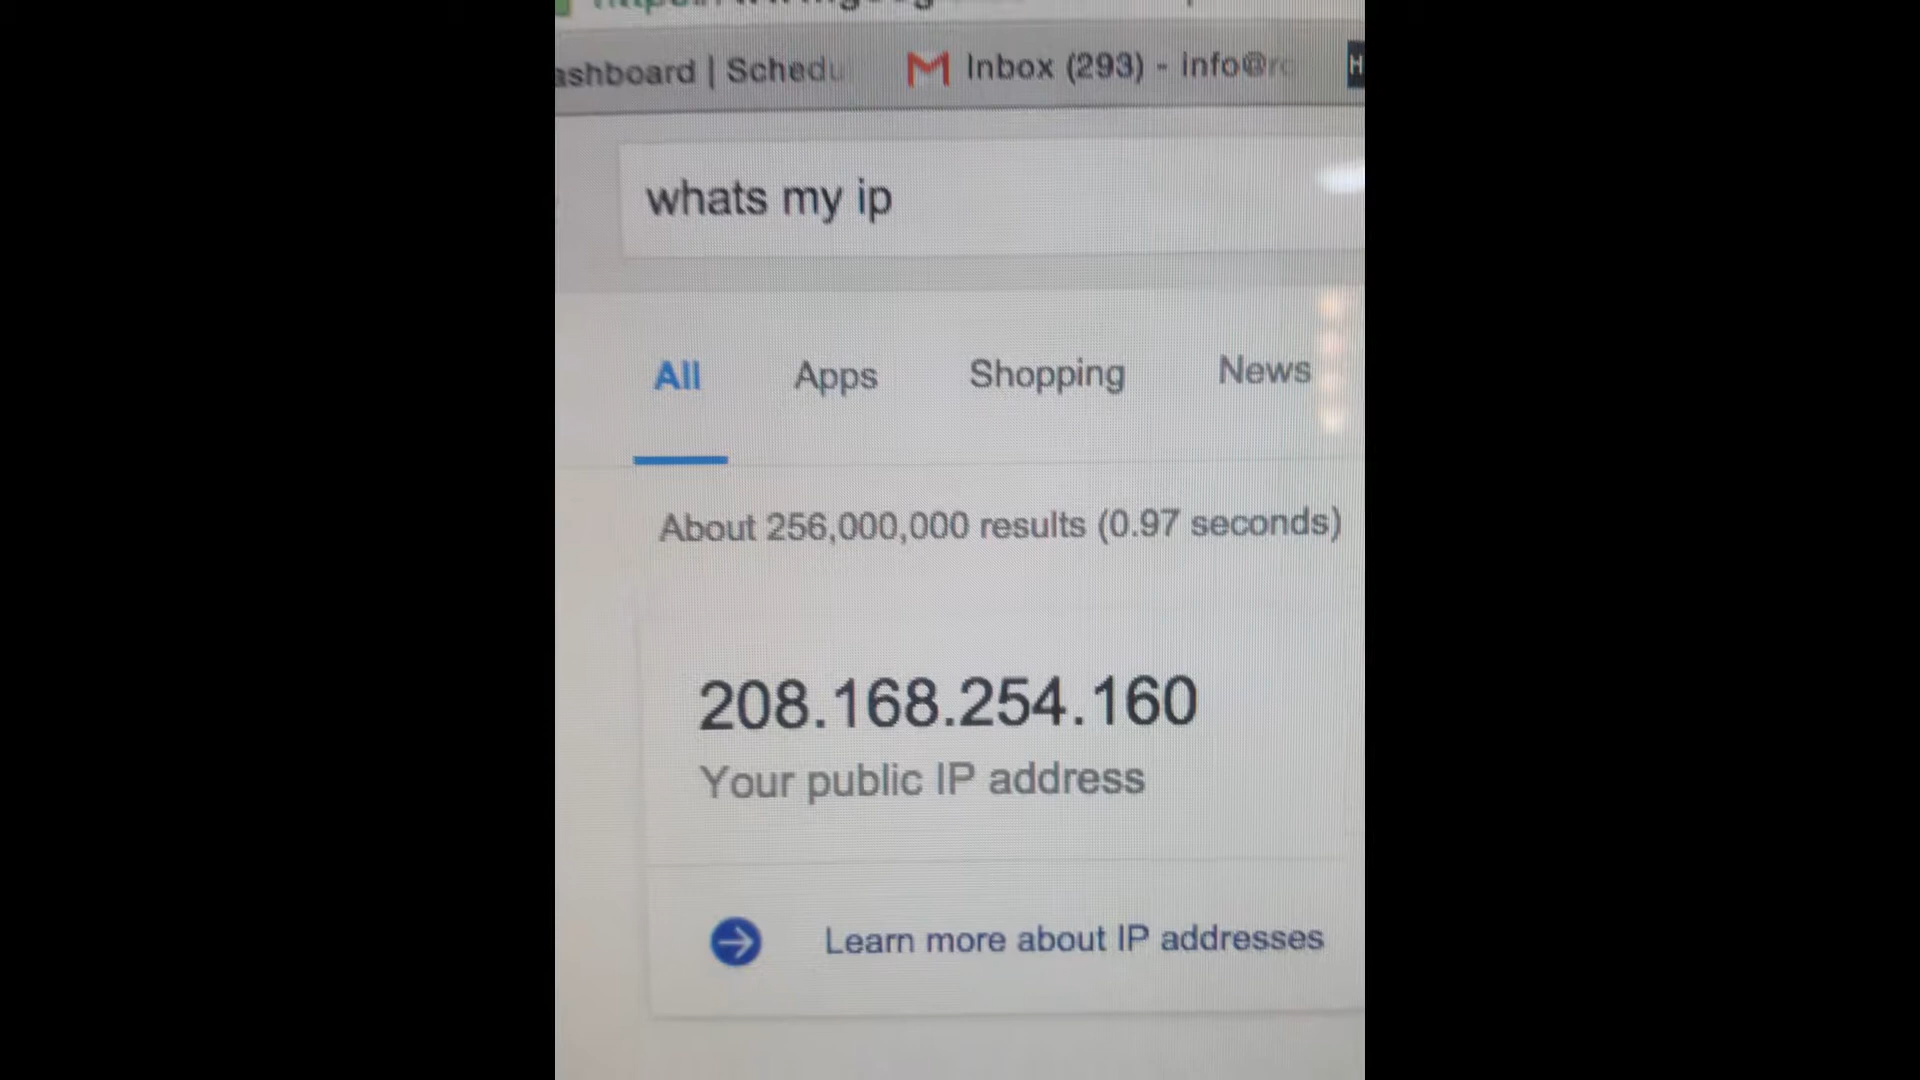 ashboard | Schedu
Inbox (293) - info@ro
H
whats my ip
All Apps Shopping News
About 256,000,000 results (0.97 seconds)
208.168.254.160
Your public IP address
Learn more about IP addresses